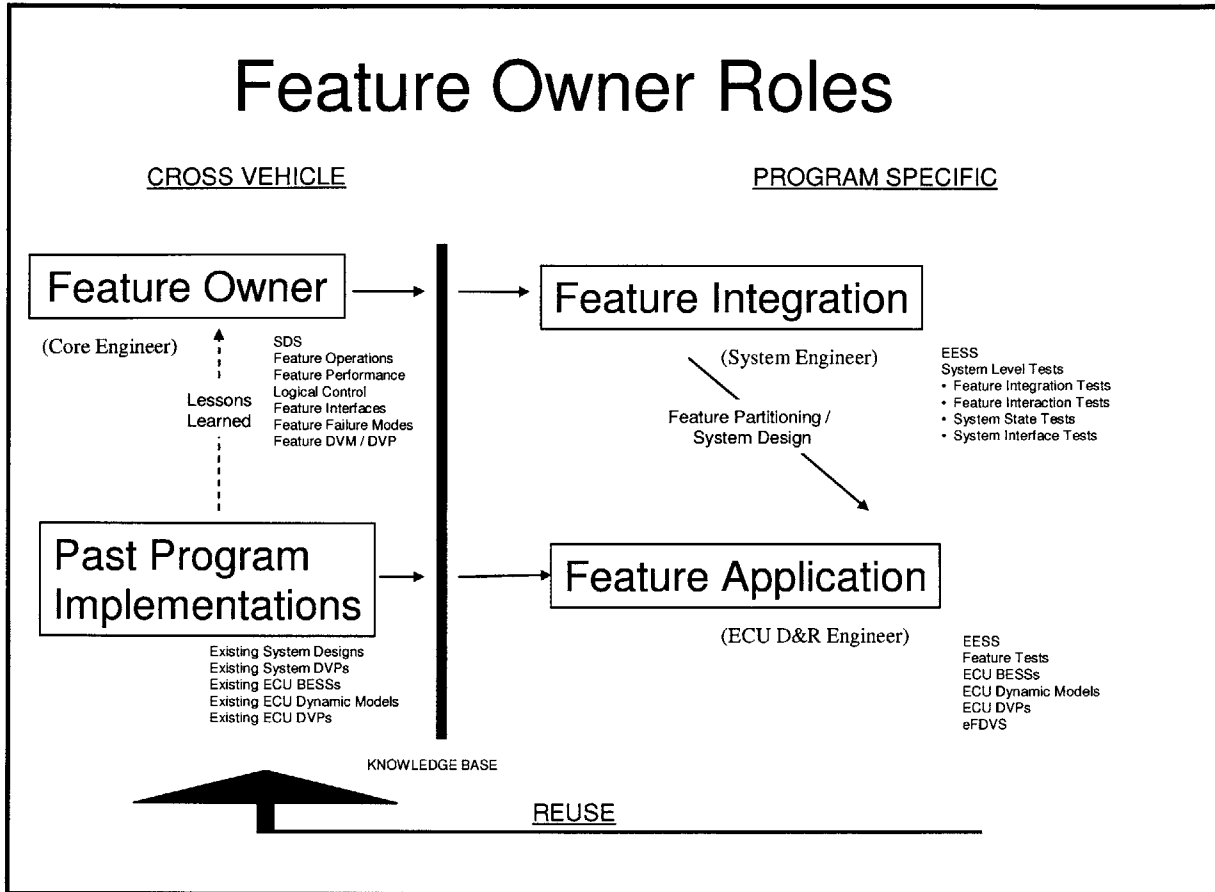 Feature Owner Roles
CROSS VEHICLE
PROGRAM SPECIFIC
Feature Owner
(Core Engineer)
SDS
Feature Operations
Feature Performance
Logical Control
Feature Interfaces
Feature Failure Modes
Feature DVM / DVP
Lessons
Learned
Feature Integration
(System Engineer)
EESS
System Level Tests
• Feature Integration Tests
• Feature Interaction Tests
• System State Tests
• System Interface Tests
Feature Partitioning /
System Design
Past Program
Implementations
Existing System Designs
Existing System DVPs
Existing ECU BESSs
Existing ECU Dynamic Models
Existing ECU DVPs
Feature Application
(ECU D&R Engineer)
EESS
Feature Tests
ECU BESSs
ECU Dynamic Models
ECU DVPs
eFDVS
KNOWLEDGE BASE
REUSE